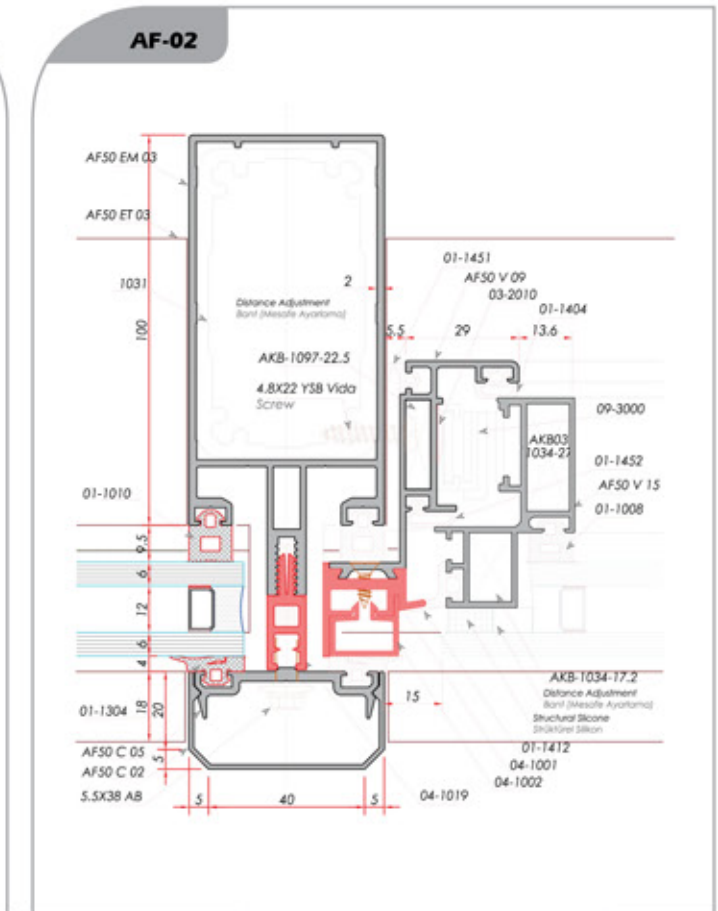 AF-02
AF50 EM 03
AF50 ET 03
1031
100
2
Distance Adjustment
Bant (Mesafe Ayarlama)
AKB-1097-22.5
4.8X22 YSB Vida
Screw
01-1451
AF50 V 09
03-2010
01-1404
5.5
29
13.6
09-3000
AKB03
1034-27
01-1452
AF50 V 15
01-1008
01-1010
9.5
6
12
6
4
18
20
5
15
AKB-1034-17.2
Distance Adjustment
Bant (Mesafe Ayarlama)
Structural Silicone
Strüktürel Silikon
01-1304
AF50 C 05
AF50 C 02
5.5X38 AB
5
40
5
01-1412
04-1001
04-1002
04-1019